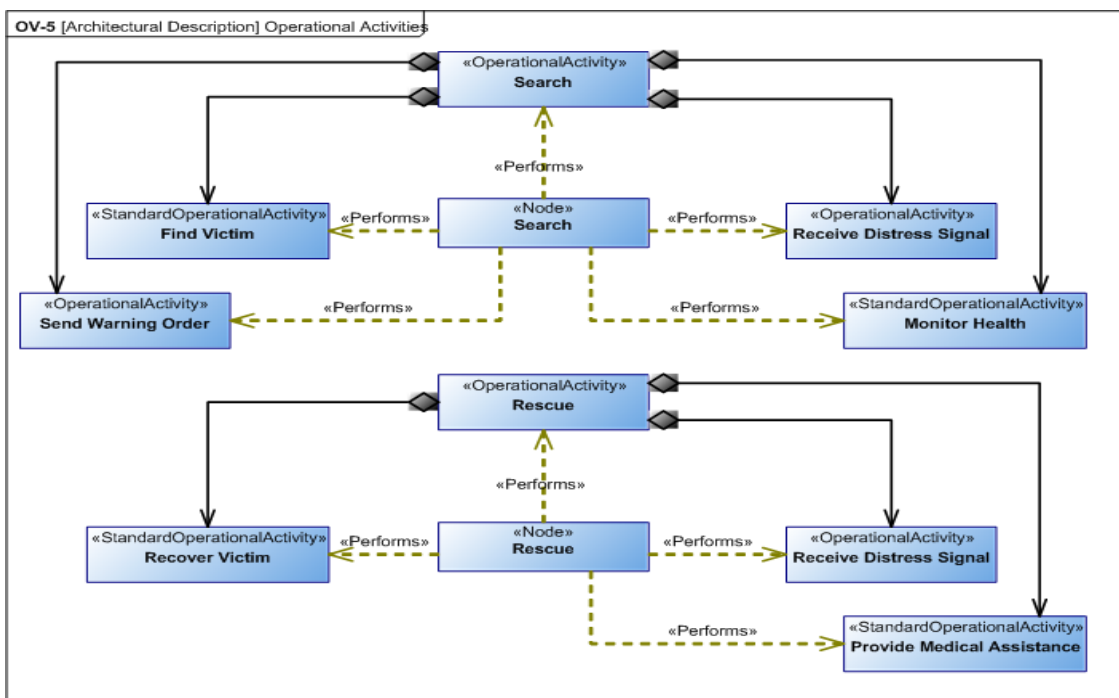 OV-5 [Architectural Description] Operational Activities
«OperationalActivity»
Search
«Performs»
«StandardOperationalActivity»
Find Victim
«Performs»
«Node»
Search
«Performs»
«OperationalActivity»
Receive Distress Signal
«OperationalActivity»
Send Warning Order
«Performs»
«Performs»
«StandardOperationalActivity»
Monitor Health
«OperationalActivity»
Rescue
«Performs»
«StandardOperationalActivity»
Recover Victim
«Performs»
«Node»
Rescue
«Performs»
«OperationalActivity»
Receive Distress Signal
«Performs»
«StandardOperationalActivity»
Provide Medical Assistance